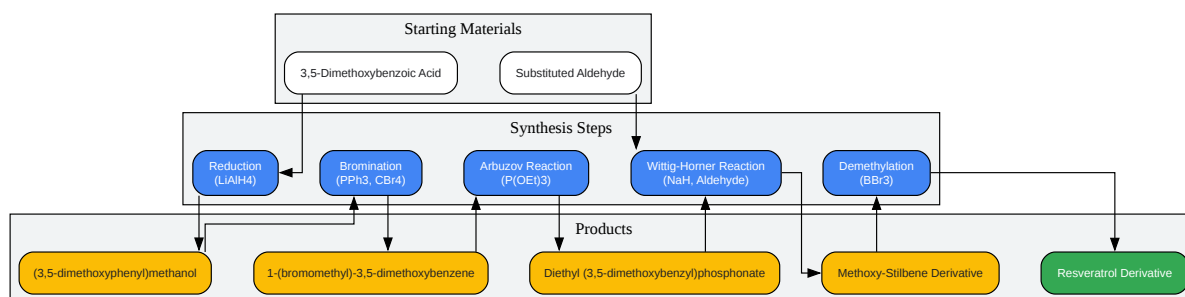 Starting Materials
3,5-Dimethoxybenzoic Acid
Substituted Aldehyde
Synthesis Steps
Reduction
(LiAlH4)
Bromination
(PPh3, CBr4)
Arbuzov Reaction
(P(OEt)3)
Wittig-Horner Reaction
(NaH, Aldehyde)
Demethylation
(BBr3)
Products
(3,5-dimethoxyphenyl)methanol
1-(bromomethyl)-3,5-dimethoxybenzene
Diethyl (3,5-dimethoxybenzyl)phosphonate
Methoxy-Stilbene Derivative
Resveratrol Derivative